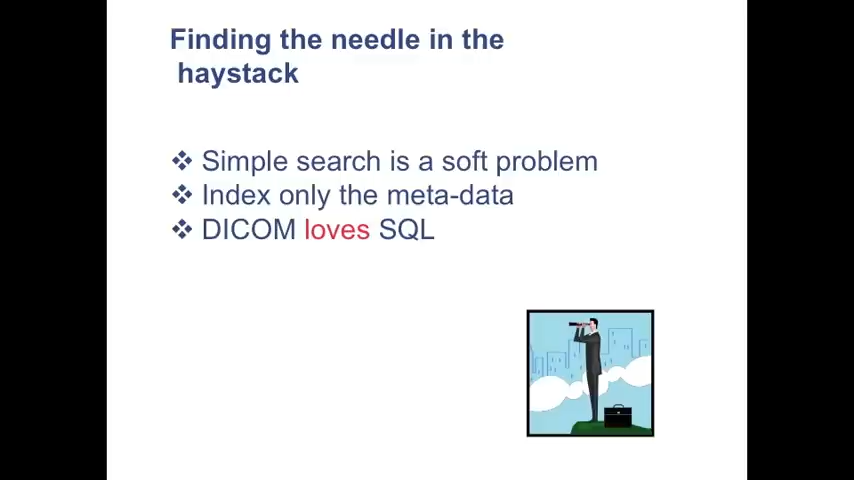 Finding the needle in the
haystack
❖ Simple search is a soft problem
❖ Index only the meta-data
❖ DICOM loves SQL